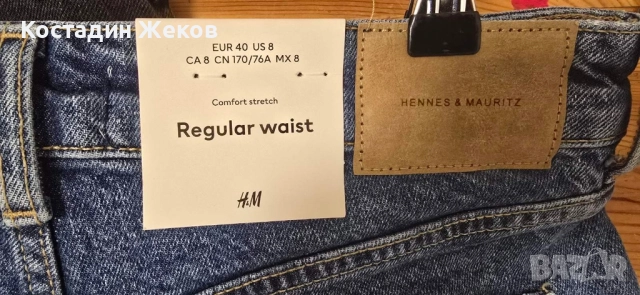 Костадин Жеков
EUR 40 US 8
CA 8 CN 170/76A MX 8
Comfort stretch
Regular waist
H&M
HENNES & MAURITZ
BAZAR